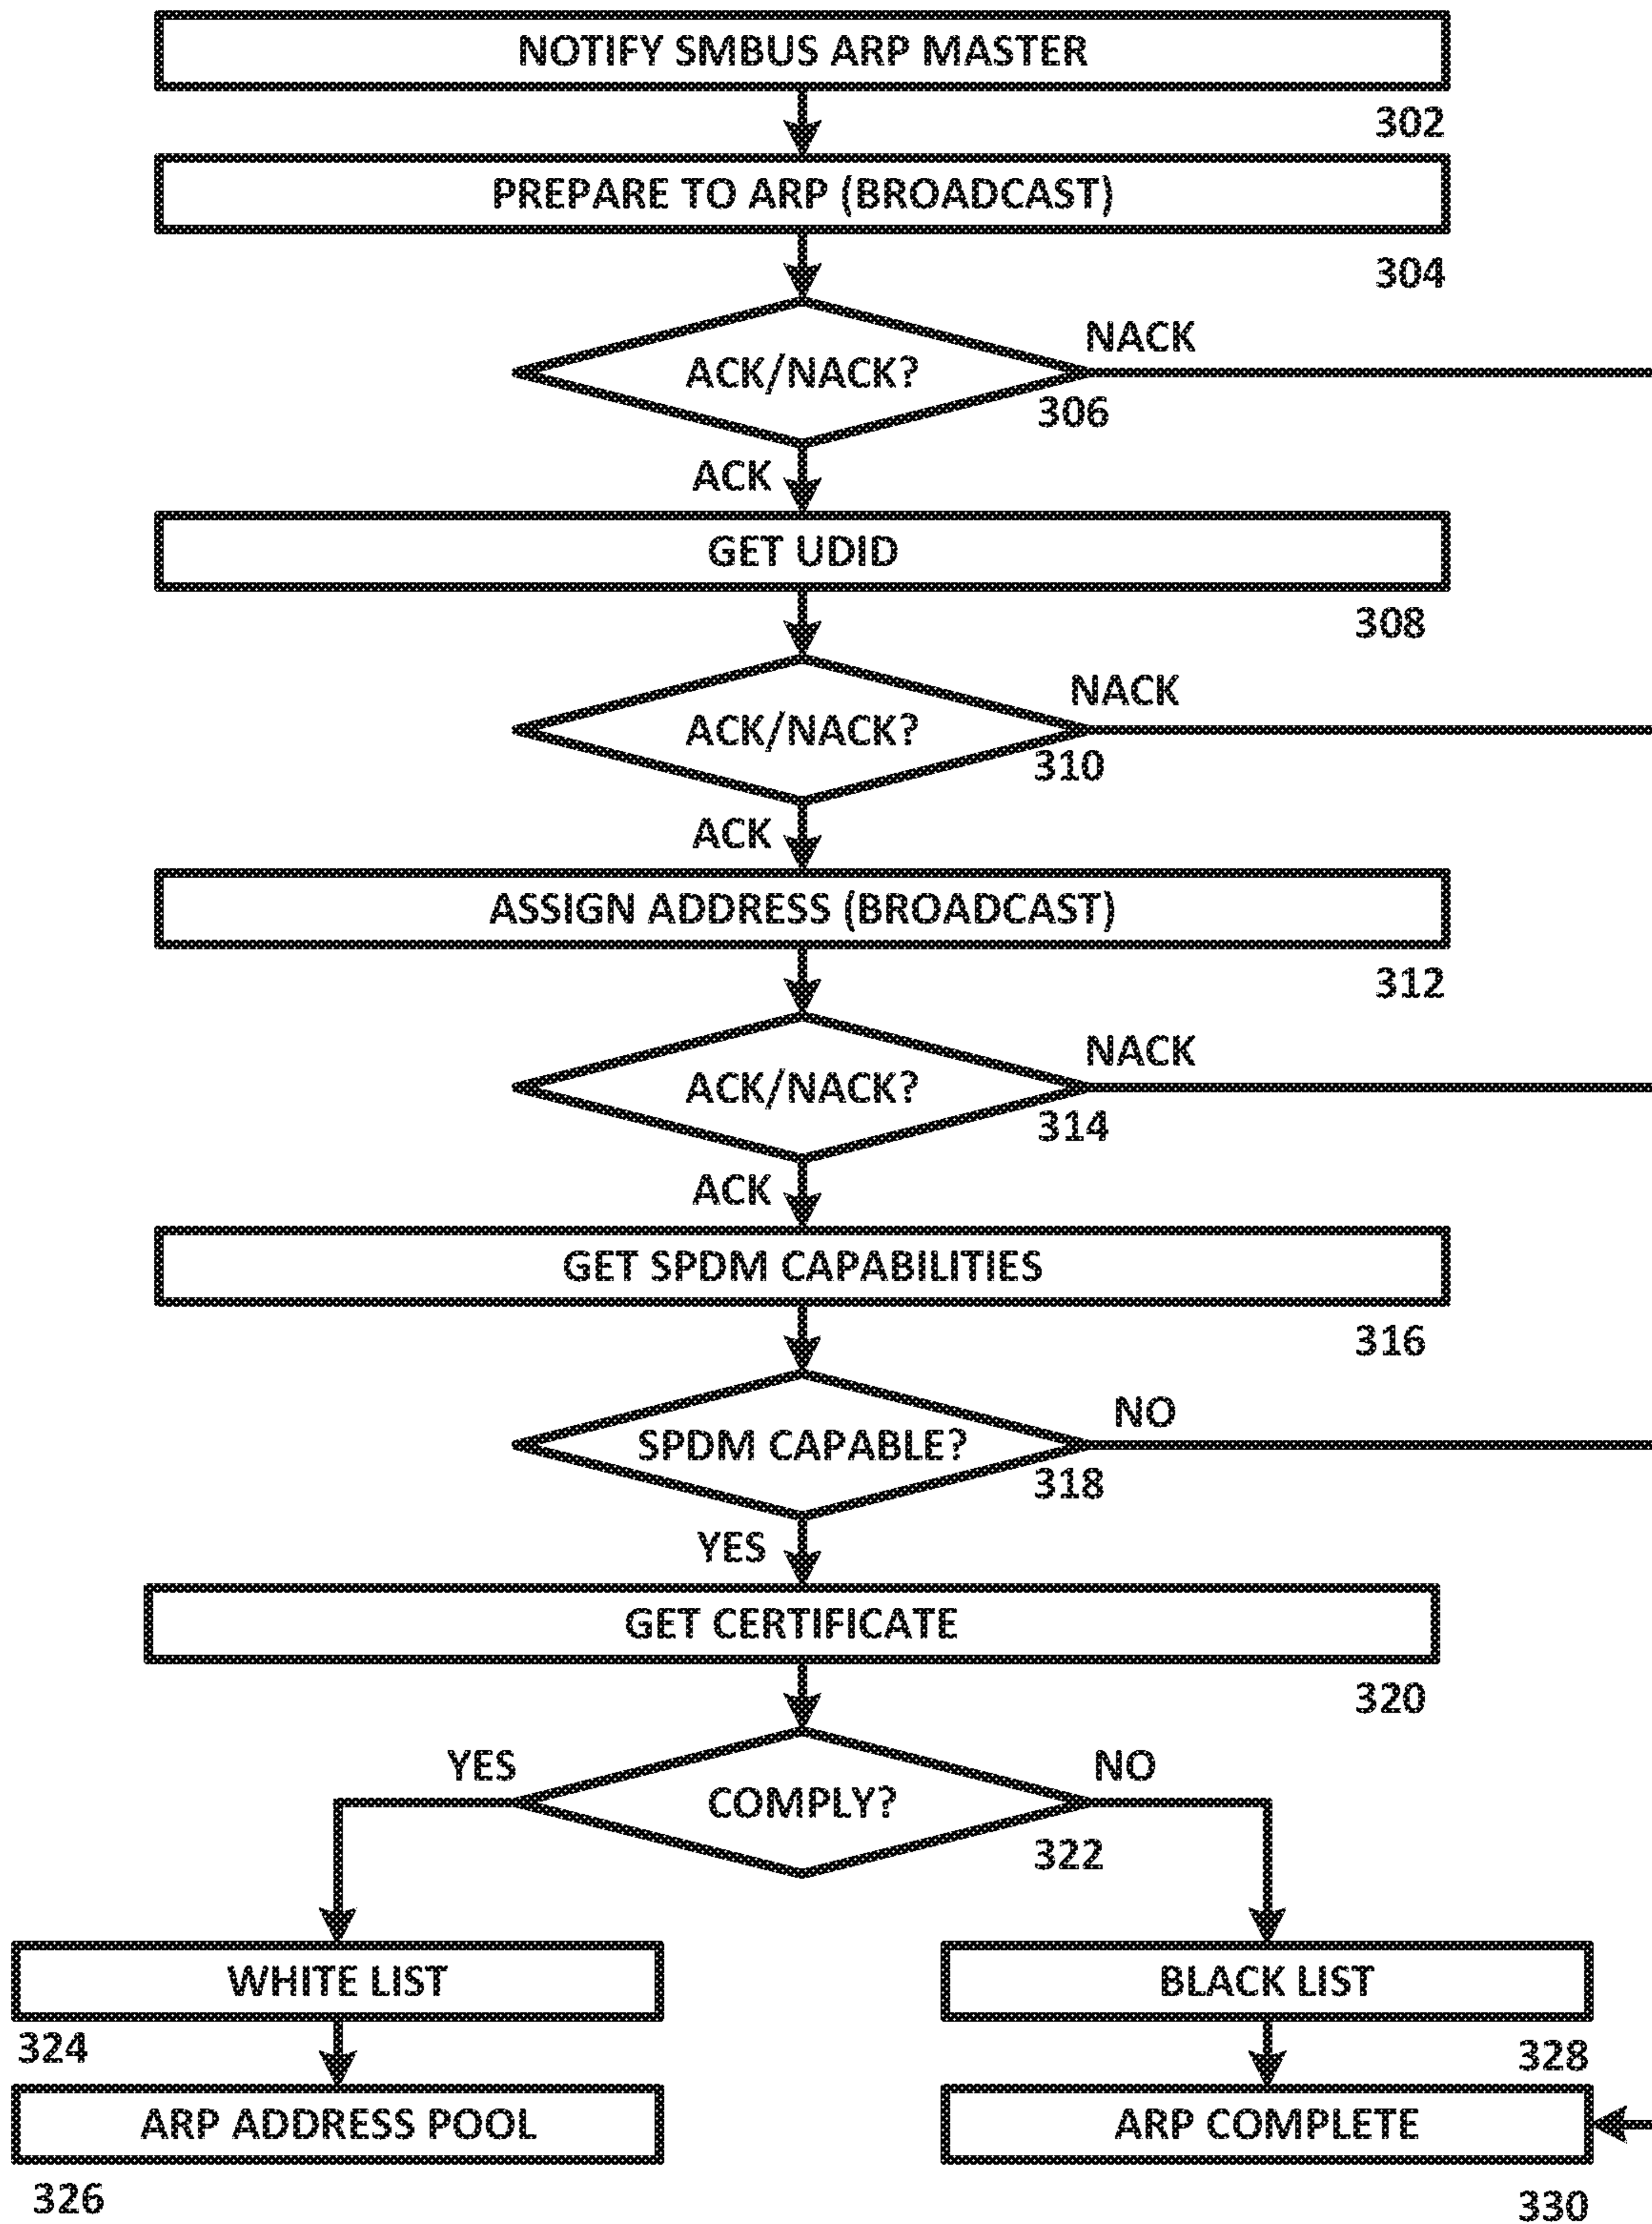 NOTIFY SMBUS ARP MASTER
302
PREPARE TO ARP (BROADCAST)
304
NACK
ACK/NACK?
306
ACK
GET UDID
308
NACK
ACK/NACK?
310
ACK
ASSIGN ADDRESS (BROADCAST)
312
NACK
ACK/NACK?
314
ACK
GET SPDM CAPABILITIES
316
NO
SPDM CAPABLE?
318
YES
GET CERTIFICATE
320
YES
NO
COMPLY?
322
WHITE LIST
BLACK LIST
324
328
ARP ADDRESS POOL
ARP COMPLETE
326
330